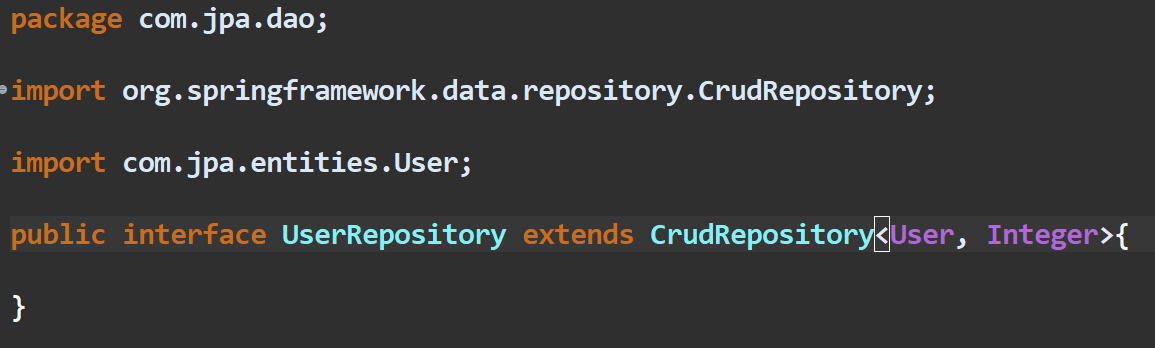 package com.jpa.dao;
import org.springframework.data.repository.CrudRepository;
import com.jpa.entities.User;
public interface UserRepository extends CrudRepository<User, Integer>{
}